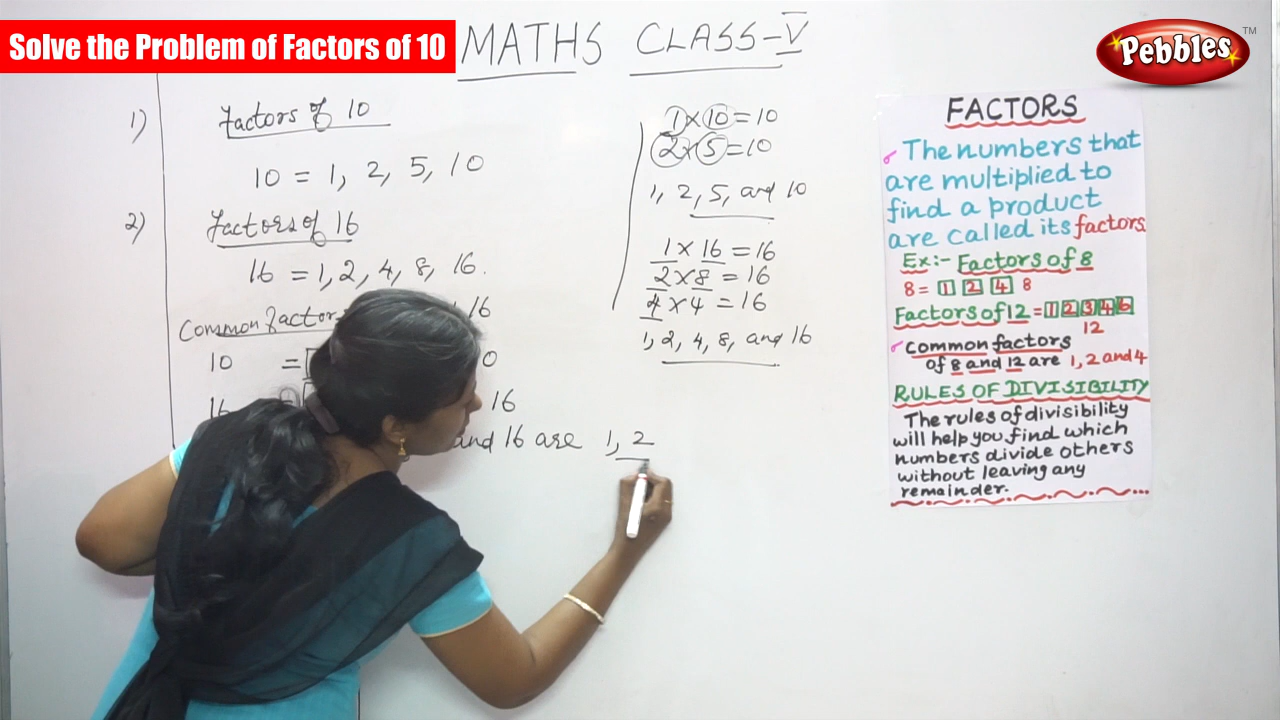 Solve the Problem of Factors of 10
MATHS CLASS-V
Pebbles TM
1) Factors of 10
10 = 1, 2, 5, 10
2) Factors of 16
16 = 1, 2, 4, 8, 16.
Common factor 16
10 = 0
16 = 16
and 16 are 1, 2
1 × 10 = 10
2 × 5 = 10
1, 2, 5, and 10
1 × 16 = 16
2 × 8 = 16
4 × 4 = 16
1, 2, 4, 8, and 16
FACTORS
The numbers that
are multiplied to
find a product
are called its factors
Ex:- Factors of 8
8 = 1 2 4 8
Factors of 12 = 1 2 3 4 6
12
Common factors
of 8 and 12 are 1, 2 and 4
RULES OF DIVISIBILITY
The rules of divisibility
will help you find which
numbers divide others
without leaving any
remainder.